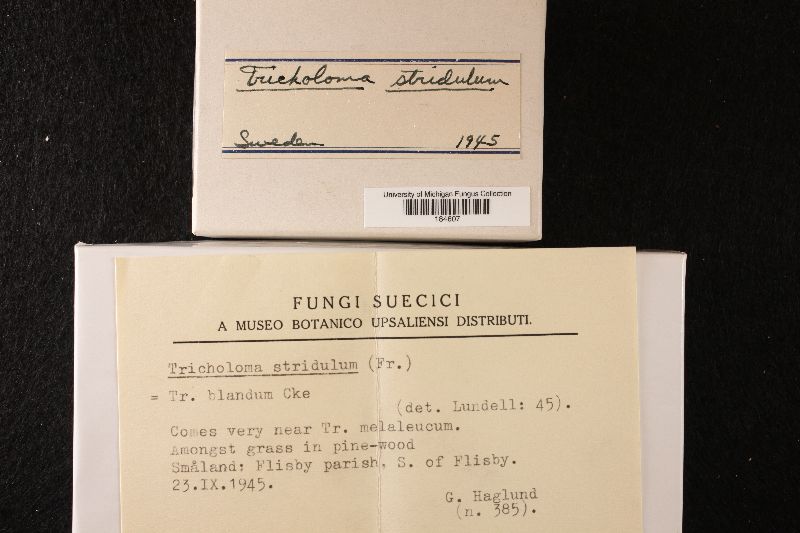 Tricholoma stridulum
Sweden 1945
University of Michigan Fungus Collection
164607
FUNGI SUECICI
A MUSEO BOTANICO UPSALIENSI DISTRIBUTI.
Tricholoma stridulum (Fr.)
= Tr. blandum Cke
(det. Lundell: 45).
Comes very near Tr. melaleucum.
Amongst grass in pine-wood
Småland: Flisby parish, S. of Flisby.
23.IX.1945.
G. Haglund
(n. 385).